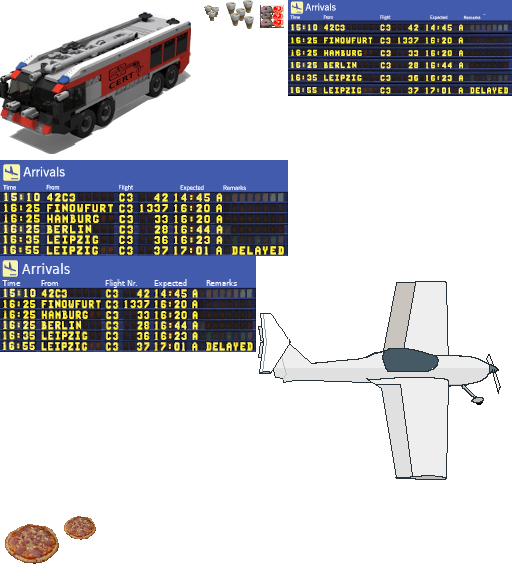 Arrivals
Time From Flight Expected Remarks
15:10 42C3 C3 42 14:45 A
16:25 FINOWFURT C3 1337 16:20 A
16:25 HAMBURG C3 33 16:20 A
16:25 BERLIN C3 28 16:44 A
16:35 LEIPZIG C3 36 16:23 A
16:55 LEIPZIG C3 37 17:01 A DELAYED
CERT
Arrivals
Time From Flight Expected Remarks
15:10 42C3 C3 42 14:45 A
16:25 FINOWFURT C3 1337 16:20 A
16:25 HAMBURG C3 33 16:20 A
16:25 BERLIN C3 28 16:44 A
16:35 LEIPZIG C3 36 16:23 A
16:55 LEIPZIG C3 37 17:01 A DELAYED
Arrivals
Time From Flight Nr. Expected Remarks
15:10 42C3 C3 42 14:45 A
16:25 FINOWFURT C3 1337 16:20 A
16:25 HAMBURG C3 33 16:20 A
16:25 BERLIN C3 28 16:44 A
16:35 LEIPZIG C3 36 16:23 A
16:55 LEIPZIG C3 37 17:01 A DELAYED